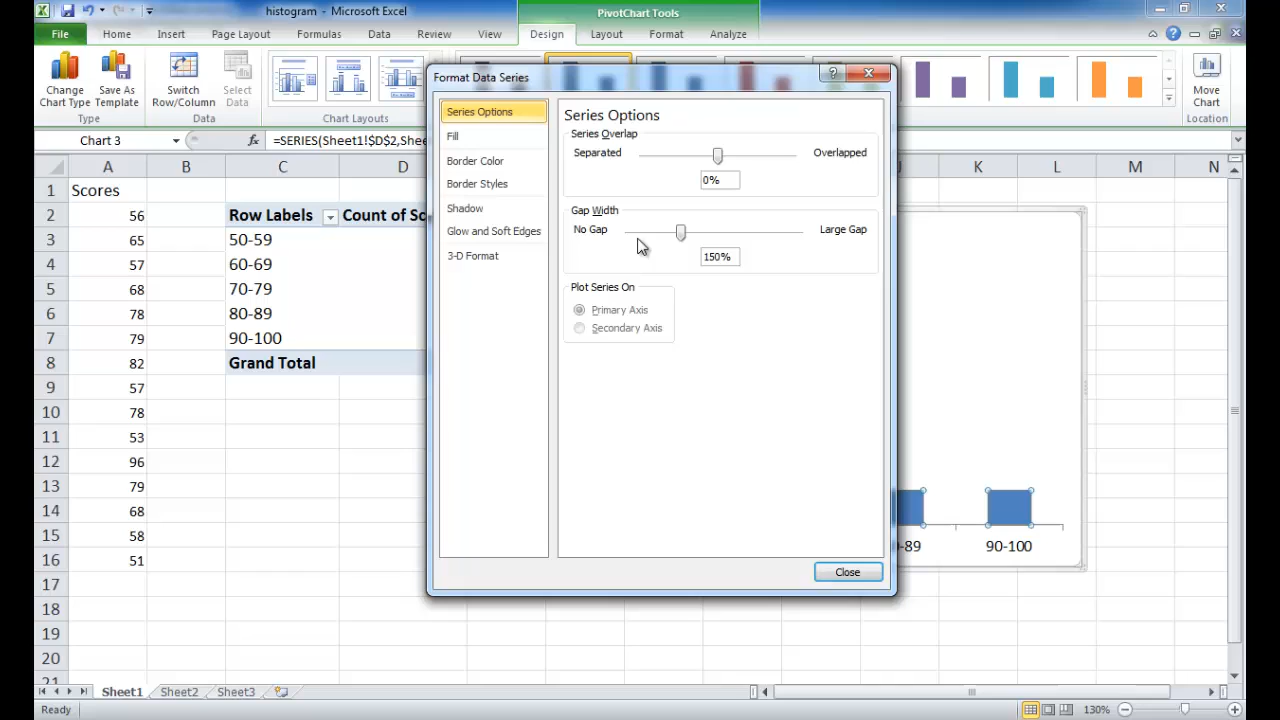 histogram - Microsoft Excel
PivotChart Tools
File Home Insert Page Layout Formulas Data Review View Design Layout Format Analyze
Change Chart Type
Save As Template
Switch Row/Column
Select Data
Move Chart
Type
Data
Chart Layouts
Location
Chart 3
fx
=SERIES(Sheet1!$D$2,Shee
Format Data Series
Series Options
Fill
Border Color
Border Styles
Shadow
Glow and Soft Edges
3-D Format
Series Options
Series Overlap
Separated
Overlapped
0%
Gap Width
No Gap
Large Gap
150%
Plot Series On
Primary Axis
Secondary Axis
Close
A B C D K L M N
1 Scores
2 56 Row Labels Count of Sc
3 65 50-59
4 57 60-69
5 68 70-79
6 78 80-89
7 79 90-100
8 82 Grand Total
9 57
10 78
11 53
12 96
13 79
14 68
15 58
16 51
17
18
19
20
-89 90-100
Sheet1 Sheet2 Sheet3
Ready
130%